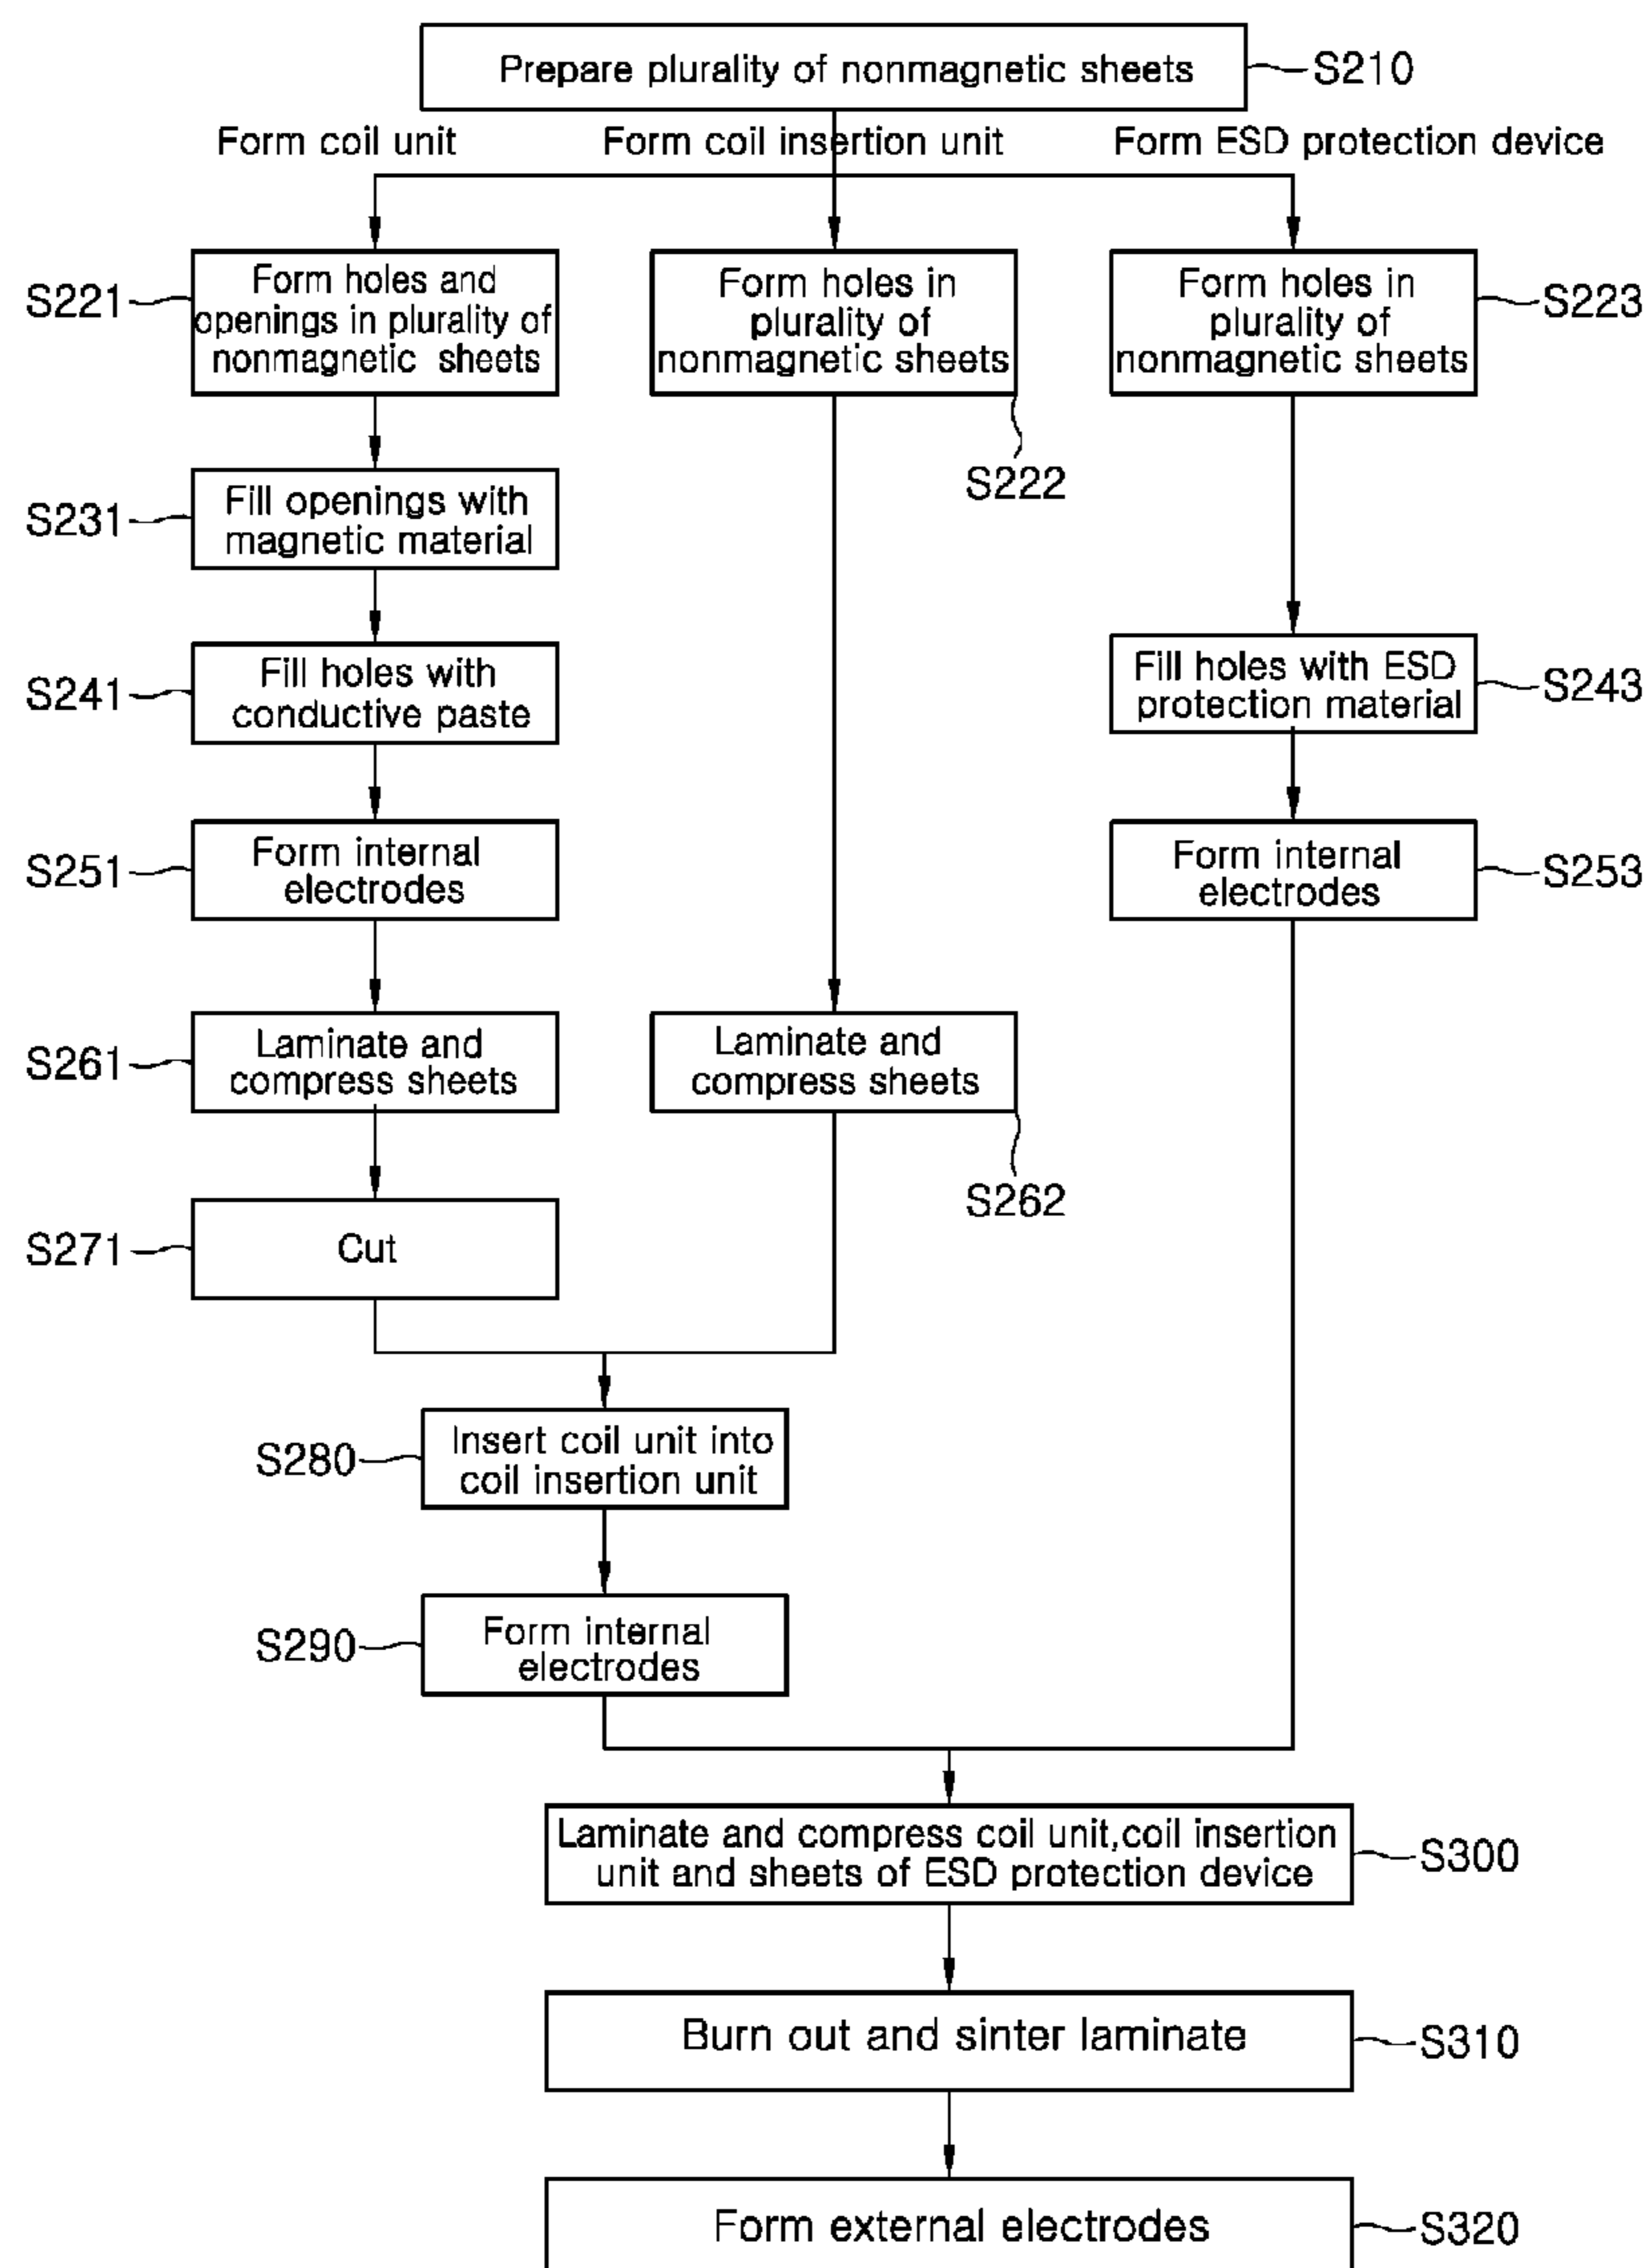 Prepare plurality of nonmagnetic sheets
S210
Form coil unit
Form coil insertion unit
Form ESD protection device
S221
Form holes and
openings in plurality of
nonmagnetic sheets
Form holes in
plurality of
nonmagnetic sheets
S222
Form holes in
plurality of
nonmagnetic sheets
S223
S231
Fill openings with
magnetic material
S241
Fill holes with
conductive paste
Fill holes with ESD
protection material
S243
S251
Form internal
electrodes
Form internal
electrodes
S253
S261
Laminate and
compress sheets
Laminate and
compress sheets
S262
S271
Cut
S280
Insert coil unit into
coil insertion unit
S290
Form internal
electrodes
Laminate and compress coil unit,coil insertion
unit and sheets of ESD protection device
S300
Burn out and sinter laminate
S310
Form external electrodes
S320